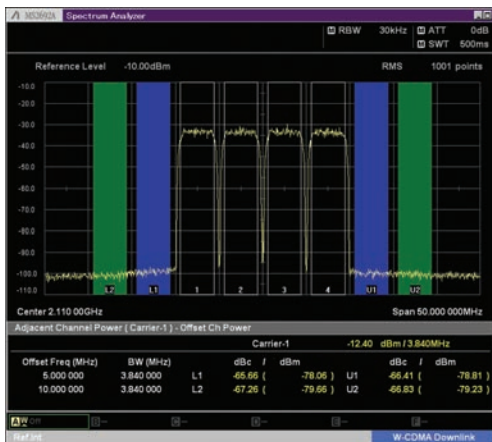 MS2692A Spectrum Analyzer
RBW 30kHz ATT 0dB
SWT 500ms
Reference Level -10.00dBm RMS 1001 points
-10.0
-20.0
-30.0
-40.0
-50.0
-60.0
-70.0
-80.0
-90.0
-100.0
-110.0
L2 L1 1 2 3 4 U1 U2
Center 2.110 00GHz Span 50.000 000MHz
Adjacent Channel Power ( Carrier-1 ) - Offset Ch Power
Carrier-1 -12.40 dBm / 3.840MHz
Offset Freq (MHz) BW (MHz) dBc / dBm dBc / dBm
5.000 000 3.840 000 L1 -65.66 ( -78.06 ) U1 -66.41 ( -78.81 )
10.000 000 3.840 000 L2 -67.26 ( -79.66 ) U2 -66.83 ( -79.23 )
on
Ref.Int W-CDMA Downlink